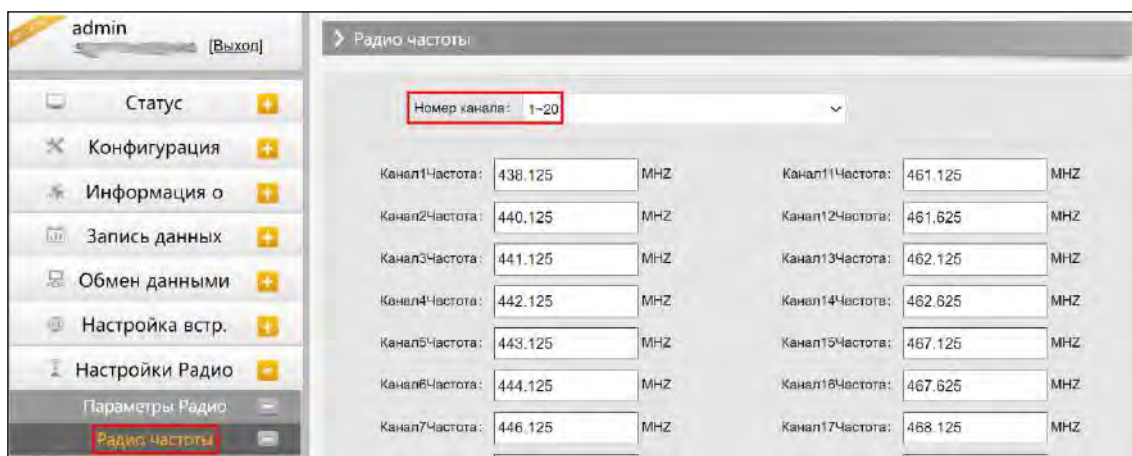 admin
[Выход]
Статус
Конфигурация
Информация о
Запись данных
Обмен данными
Настройка встр.
Настройки Радио
Параметры Радио
Радио частоты
Радио частоты
Номер канала: 1~20
Канал1Частота: 438.125 MHZ Канал11Частота: 461.125 MHZ
Канал2Частота: 440.125 MHZ Канал12Частота: 461.625 MHZ
Канал3Частота: 441.125 MHZ Канал13Частота: 462.125 MHZ
Канал4Частота: 442.125 MHZ Канал14Частота: 462.625 MHZ
Канал5Частота: 443.125 MHZ Канал15Частота: 467.125 MHZ
Канал6Частота: 444.125 MHZ Канал16Частота: 467.625 MHZ
Канал7Частота: 446.125 MHZ Канал17Частота: 468.125 MHZ